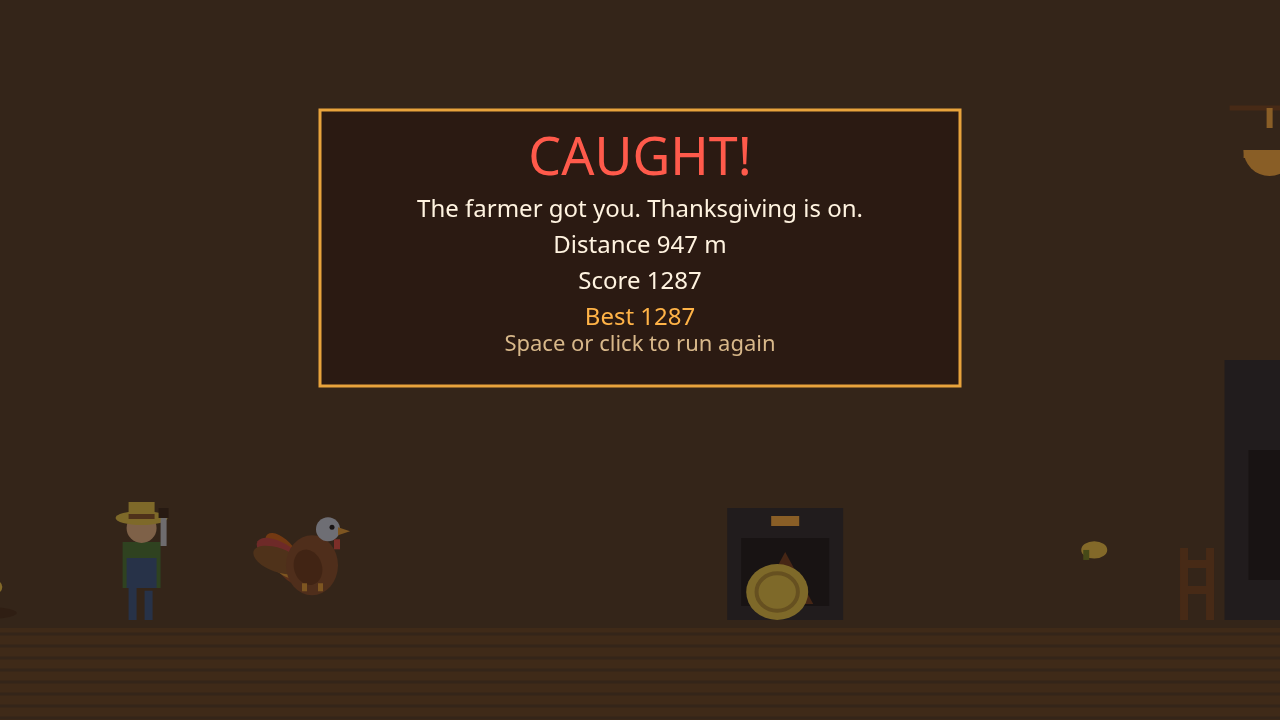 CAUGHT!
The farmer got you. Thanksgiving is on.
Distance 947 m
Score 1287
Best 1287
Space or click to run again